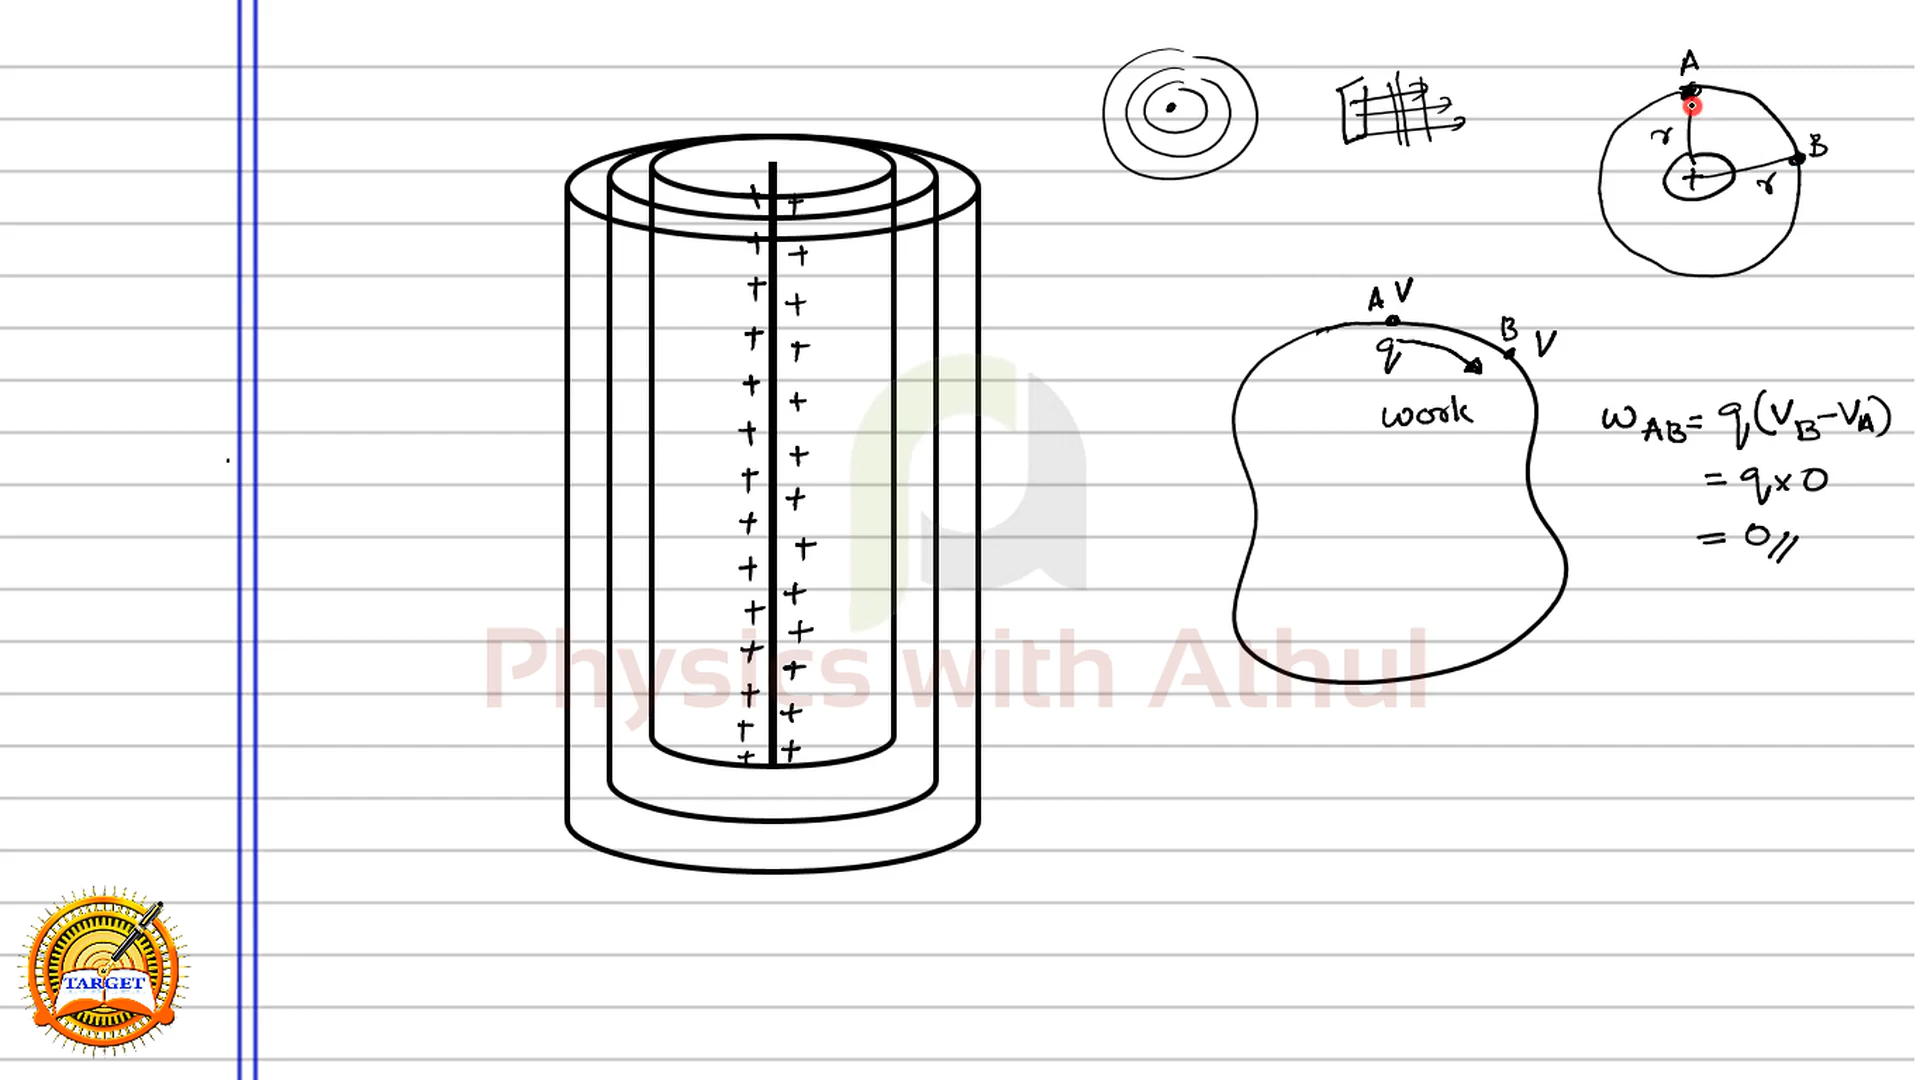 A
r
+
r
B
A V
B V
q
work
W_AB = q(V_B - V_A)
= q × 0
= 0 //
Physics with Athul
TARGET